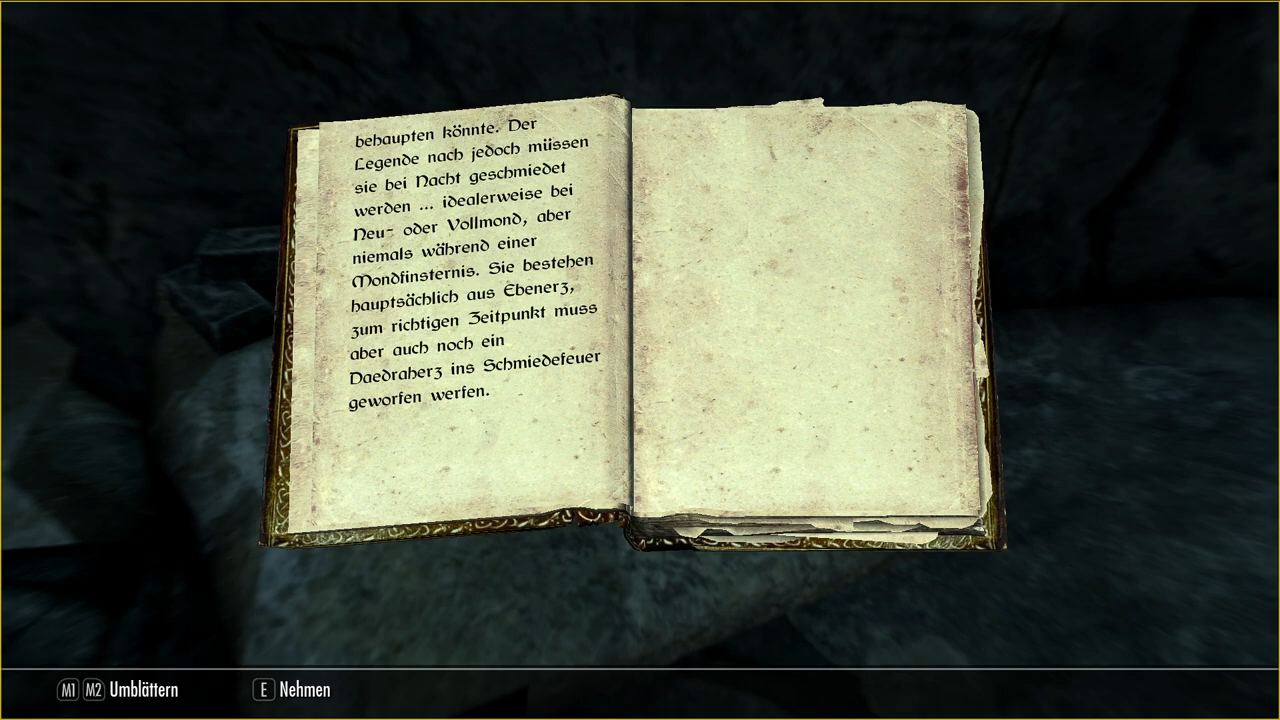 behaupten könnte. Der
Legende nach jedoch müssen
sie bei Nacht geschmiedet
werden ... idealerweise bei
Neu- oder Vollmond, aber
niemals während einer
Mondfinsternis. Sie bestehen
hauptsächlich aus Ebenerz,
zum richtigen Zeitpunkt muss
aber auch noch ein
Daedraherz ins Schmiedefeuer
geworfen werfen.
M1 M2 Umblättern
E Nehmen